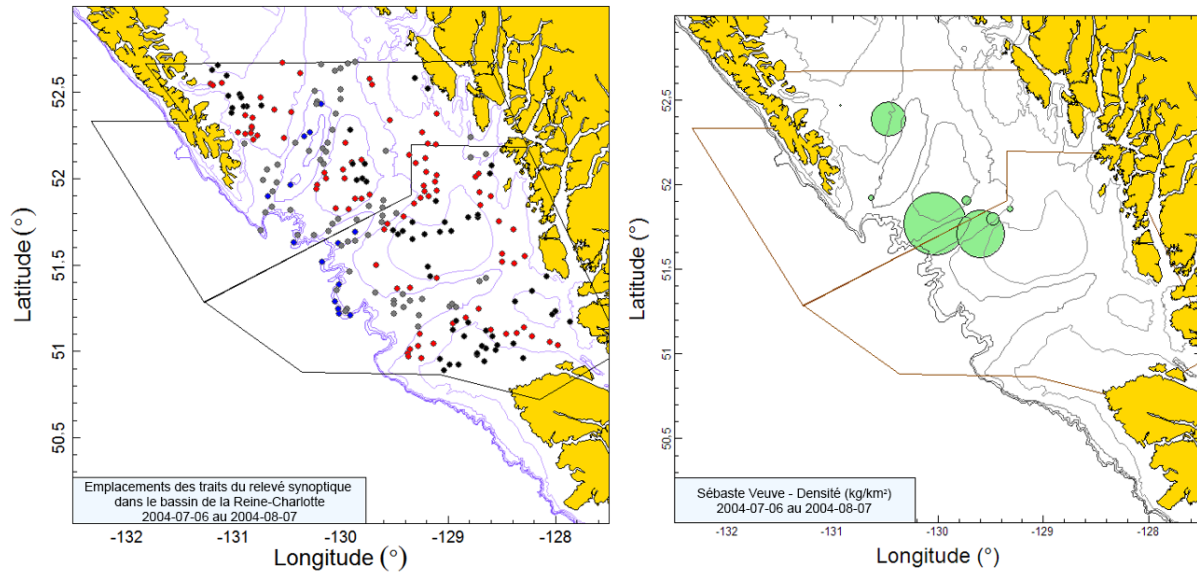 52.5
52
51.5
51
50.5
Latitude (°)
Emplacements des traits du relevé synoptique
dans le bassin de la Reine-Charlotte
2004-07-06 au 2004-08-07
-132
-131
-130
-129
-128
Longitude (°)
52.5
52
51.5
51
50.5
Latitude (°)
Sébaste Veuve - Densité (kg/km²)
2004-07-06 au 2004-08-07
-132
-131
-130
-129
-128
Longitude (°)